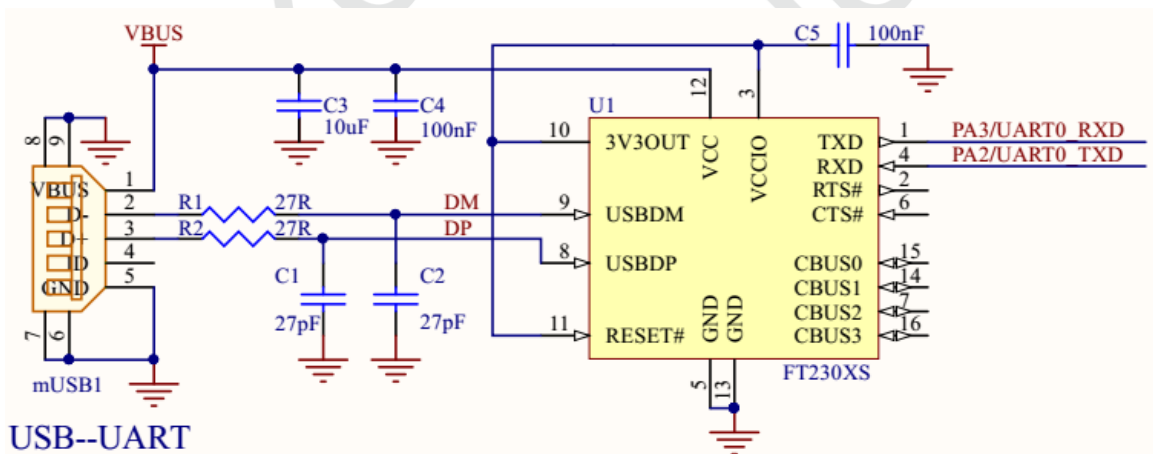 VBUS
C5 100nF
C3
10uF
C4
100nF
12
3
U1
8
9
VBUS 1
D- 2
D+ 3
ID 4
GND 5
7
6
mUSB1
R1 27R
R2 27R
DM
DP
C1
27pF
C2
27pF
10 3V3OUT
9 USBDM
8 USBDP
11 RESET#
VCC
VCCIO
GND
GND
5
13
TXD 1 PA3/UART0_RXD
RXD 4 PA2/UART0_TXD
RTS# 2
CTS# 6
CBUS0 15
CBUS1 14
CBUS2 7
CBUS3 16
FT230XS
USB--UART